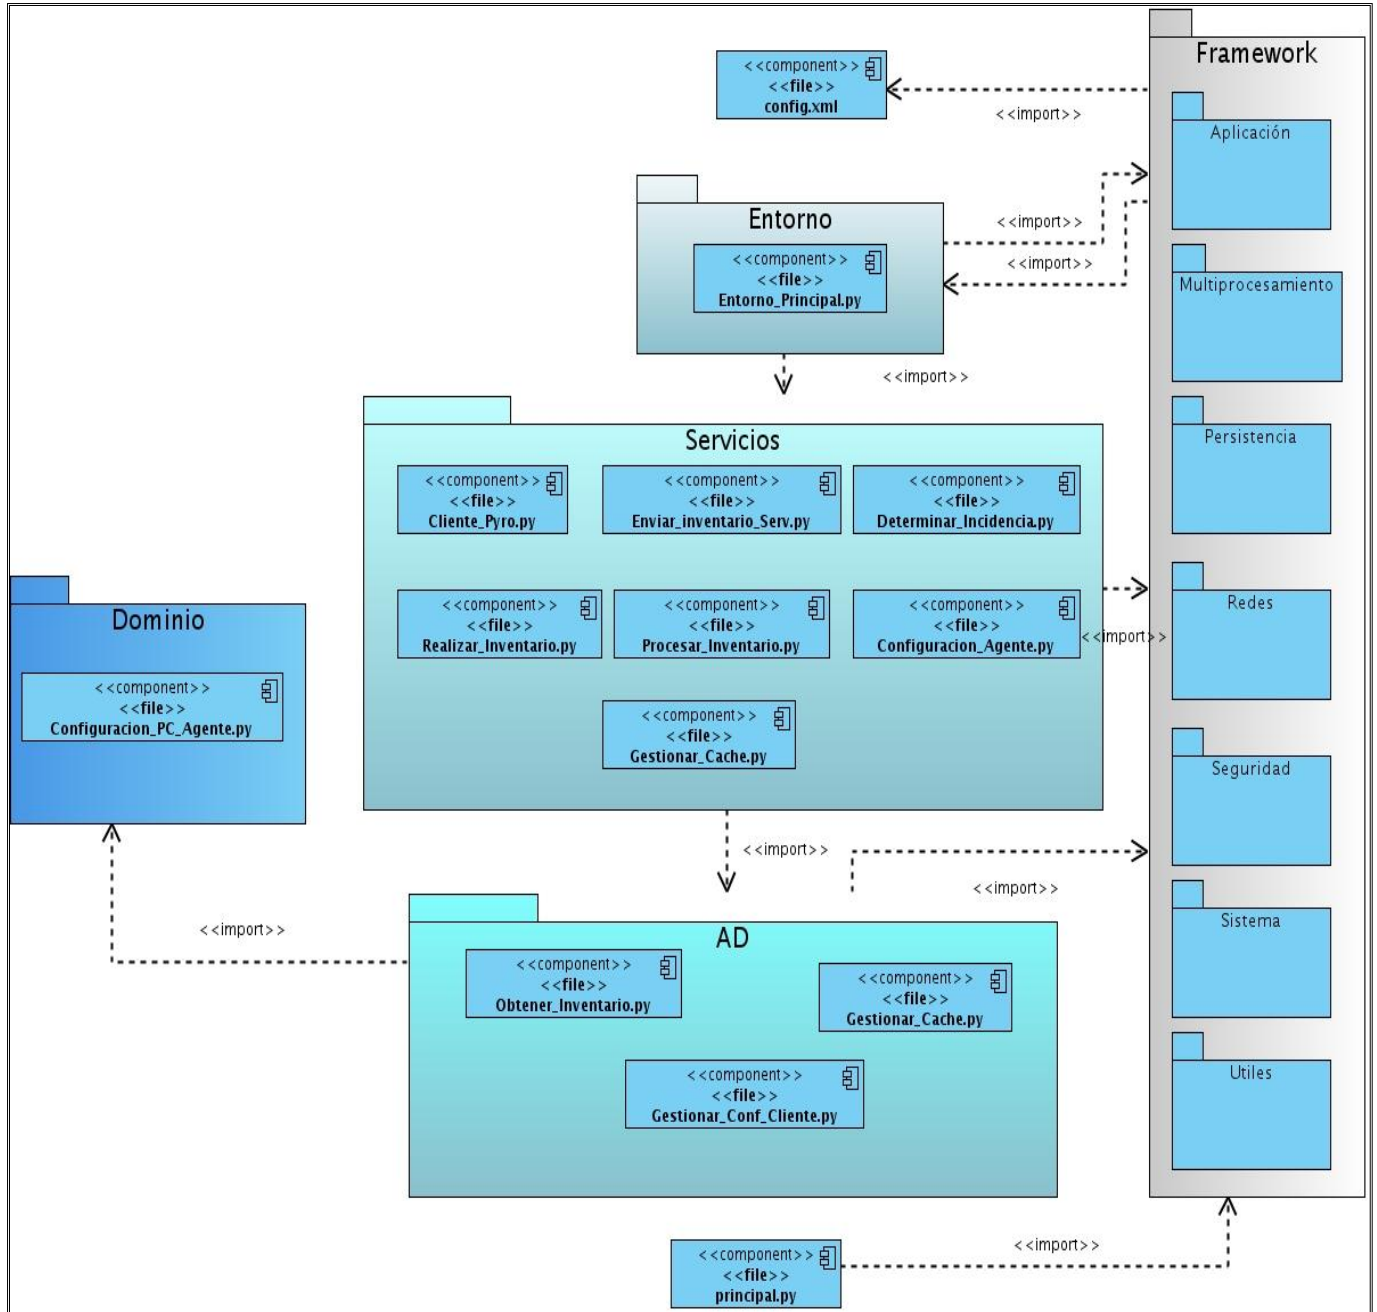 Framework
<<component>>
<<file>>
config.xml
<<import>>
Aplicación
Entorno
<<component>>
<<file>>
Entorno_Principal.py
<<import>>
<<import>>
Multiprocesamiento
<<import>>
Servicios
<<component>>
<<file>>
Cliente_Pyro.py
<<component>>
<<file>>
Enviar_inventario_Serv.py
<<component>>
<<file>>
Determinar_Incidencia.py
Persistencia
<<component>>
<<file>>
Realizar_Inventario.py
<<component>>
<<file>>
Procesar_Inventario.py
<<component>>
<<file>>
Configuracion_Agente.py
<<import>>
Redes
Dominio
<<component>>
<<file>>
Configuracion_PC_Agente.py
<<component>>
<<file>>
Gestionar_Cache.py
Seguridad
<<import>>
<<import>>
<<import>>
AD
<<component>>
<<file>>
Obtener_Inventario.py
<<component>>
<<file>>
Gestionar_Cache.py
Sistema
<<component>>
<<file>>
Gestionar_Conf_Cliente.py
Utiles
<<component>>
<<file>>
principal.py
<<import>>